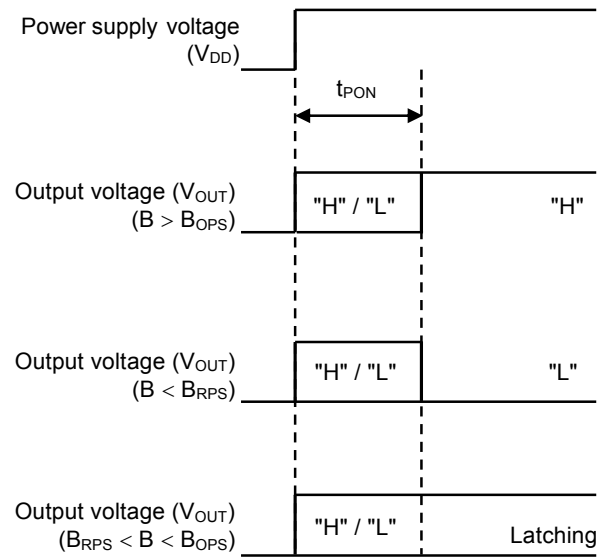 Power supply voltage
(VDD)
tPON
Output voltage (VOUT)
(B > BOPS)
"H" / "L"
"H"
Output voltage (VOUT)
(B < BRPS)
"H" / "L"
"L"
Output voltage (VOUT)
(BRPS < B < BOPS)
"H" / "L"
Latching